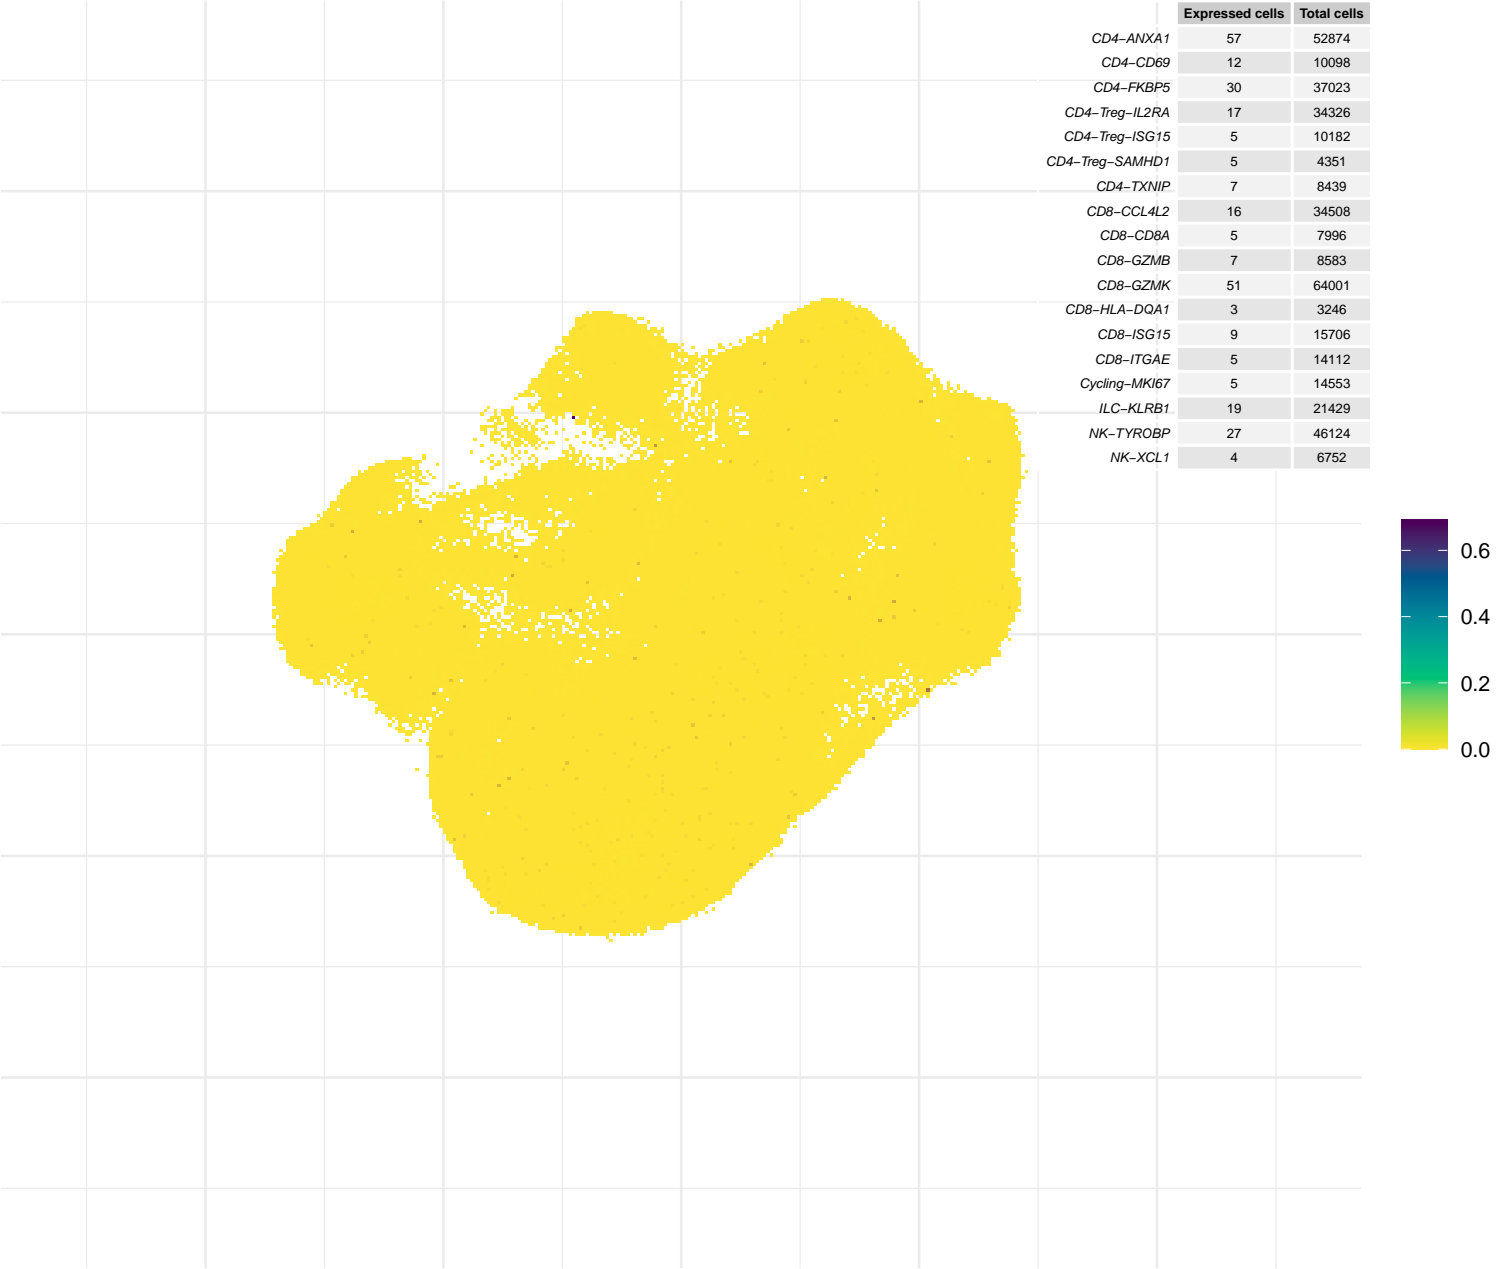 Expressed cells Total cells
CD4−ANXA1 57 52874
CD4−CD69 12 10098
CD4−FKBP5 30 37023
CD4−Treg−IL2RA 17 34326
CD4−Treg−ISG15 5 10182
CD4−Treg−SAMHD1 5 4351
CD4−TXNIP 7 8439
CD8−CCL4L2 16 34508
CD8−CD8A 5 7996
CD8−GZMB 7 8583
CD8−GZMK 51 64001
CD8−HLA−DQA1 3 3246
CD8−ISG15 9 15706
CD8−ITGAE 5 14112
Cycling−MKI67 5 14553
ILC−KLRB1 19 21429
NK−TYROBP 27 46124
NK−XCL1 4 6752
0.6
0.4
0.2
0.0